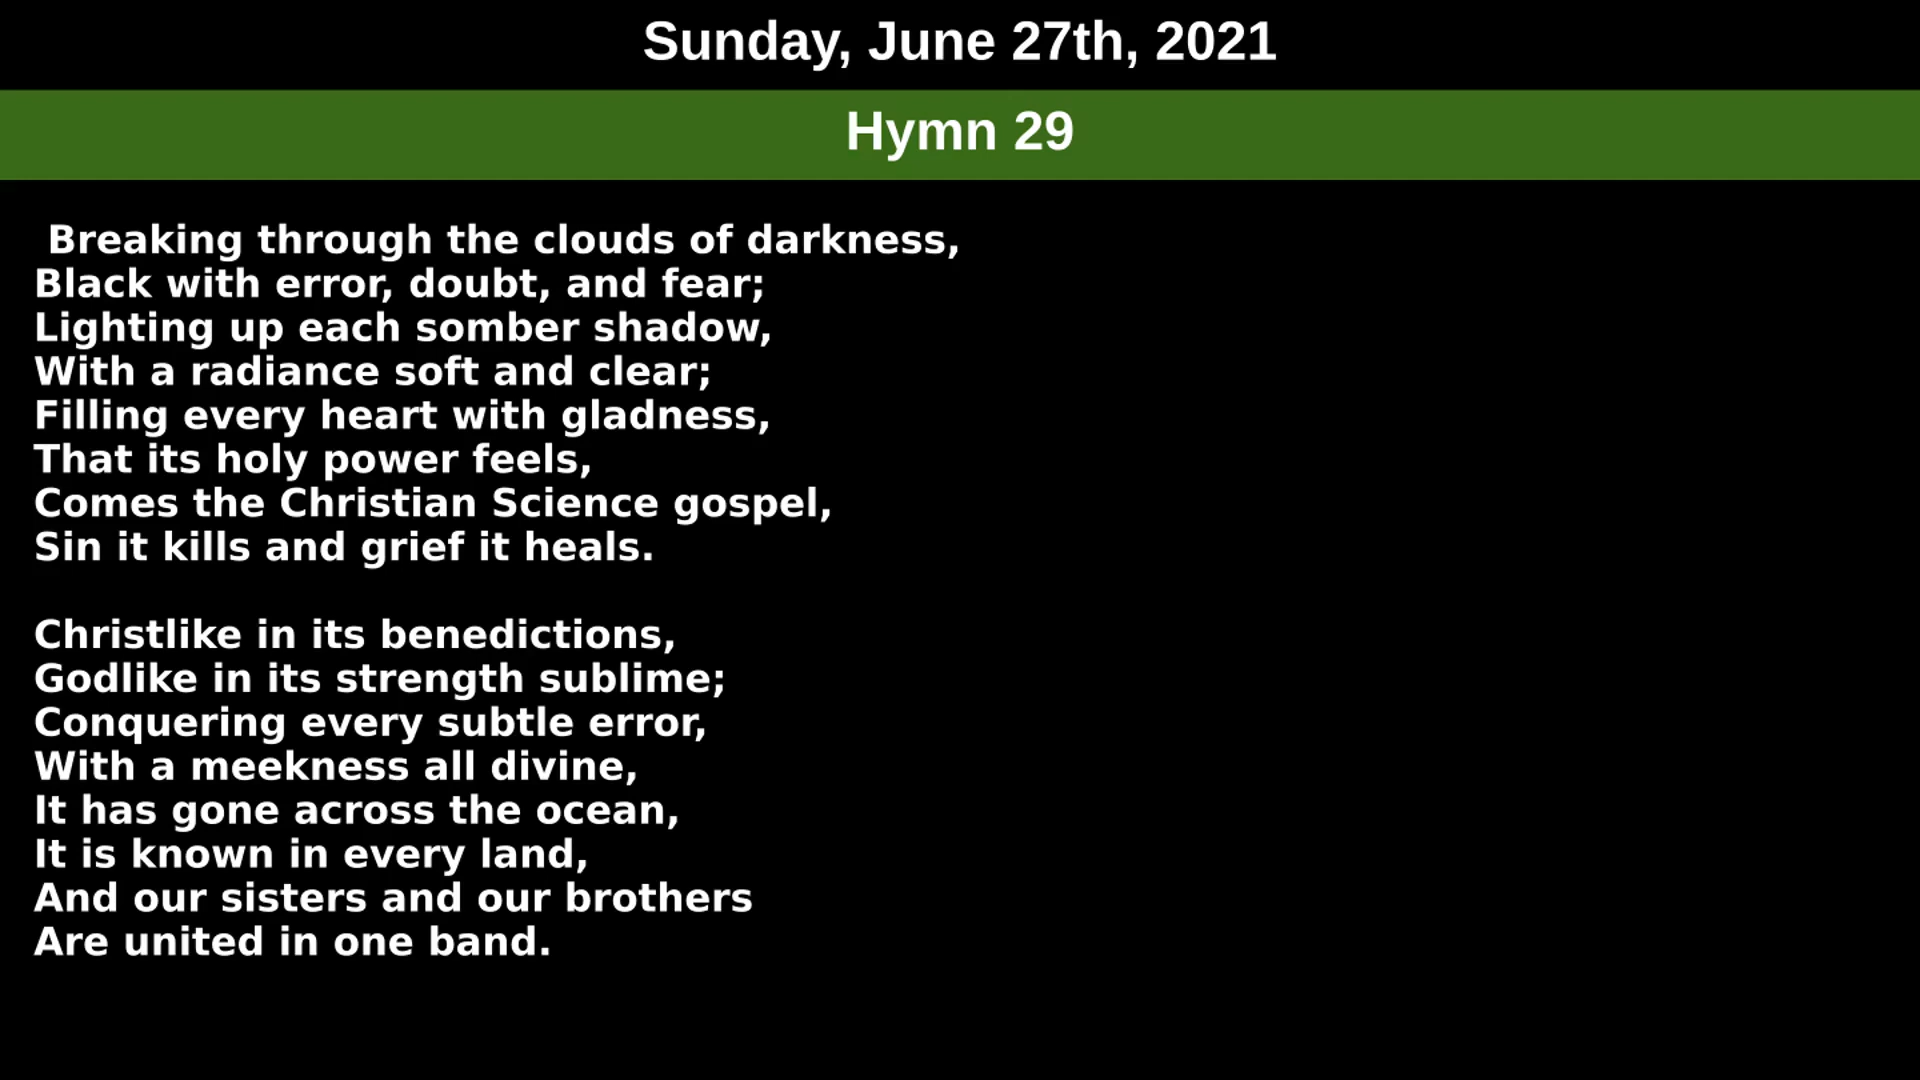 Sunday, June 27th, 2021
Hymn 29
Breaking through the clouds of darkness,
Black with error, doubt, and fear;
Lighting up each somber shadow,
With a radiance soft and clear;
Filling every heart with gladness,
That its holy power feels,
Comes the Christian Science gospel,
Sin it kills and grief it heals.
Christlike in its benedictions,
Godlike in its strength sublime;
Conquering every subtle error,
With a meekness all divine,
It has gone across the ocean,
It is known in every land,
And our sisters and our brothers
Are united in one band.